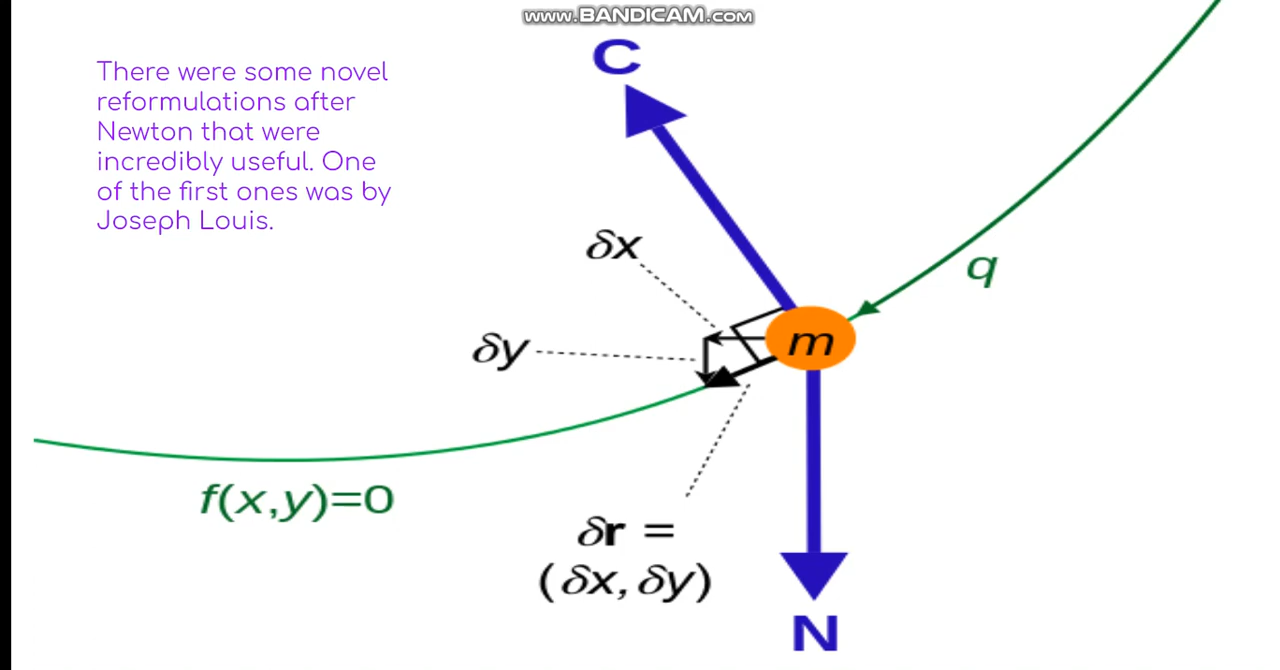 www.BANDICAM.com
There were some novel
reformulations after
Newton that were
incredibly useful. One
of the first ones was by
Joseph Louis.
C
δx
q
m
δy
f(x,y)=0
δr =
(δx, δy)
N